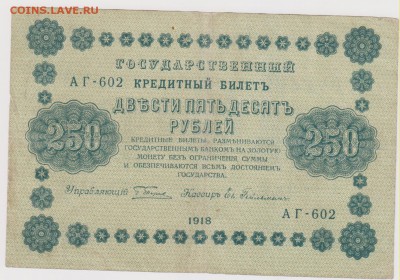 COINS.LAVE.RU
ГОСУДАРСТВЕННЫЙ
АГ-602 КРЕДИТНЫЙ БИЛЕТЪ
ДВѢСТИ ПЯТЬДЕСЯТЪ
РУБЛЕЙ
250
250
КРЕДИТНЫЕ БИЛЕТЫ, РАЗМѢНИВАЮТСЯ
ГОСУДАРСТВЕННЫМЪ БАНКОМЪ НА ЗОЛОТУЮ
МОНЕТУ БЕЗЪ ОГРАНИЧЕНІЯ СУММЫ
И ОБЕЗПЕЧИВАЮТСЯ ВСѢМЪ ДОСТОЯНІЕМЪ
ГОСУДАРСТВА.
Управляющій
Кассиръ
1918
АГ-602